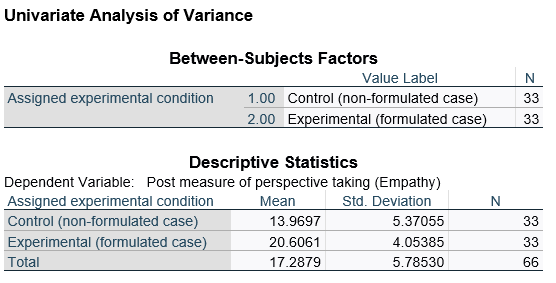 Univariate Analysis of Variance
Between-Subjects Factors
Value Label N
Assigned experimental condition 1.00 Control (non-formulated case) 33
2.00 Experimental (formulated case) 33
Descriptive Statistics
Dependent Variable: Post measure of perspective taking (Empathy)
Assigned experimental condition Mean Std. Deviation N
Control (non-formulated case) 13.9697 5.37055 33
Experimental (formulated case) 20.6061 4.05385 33
Total 17.2879 5.78530 66